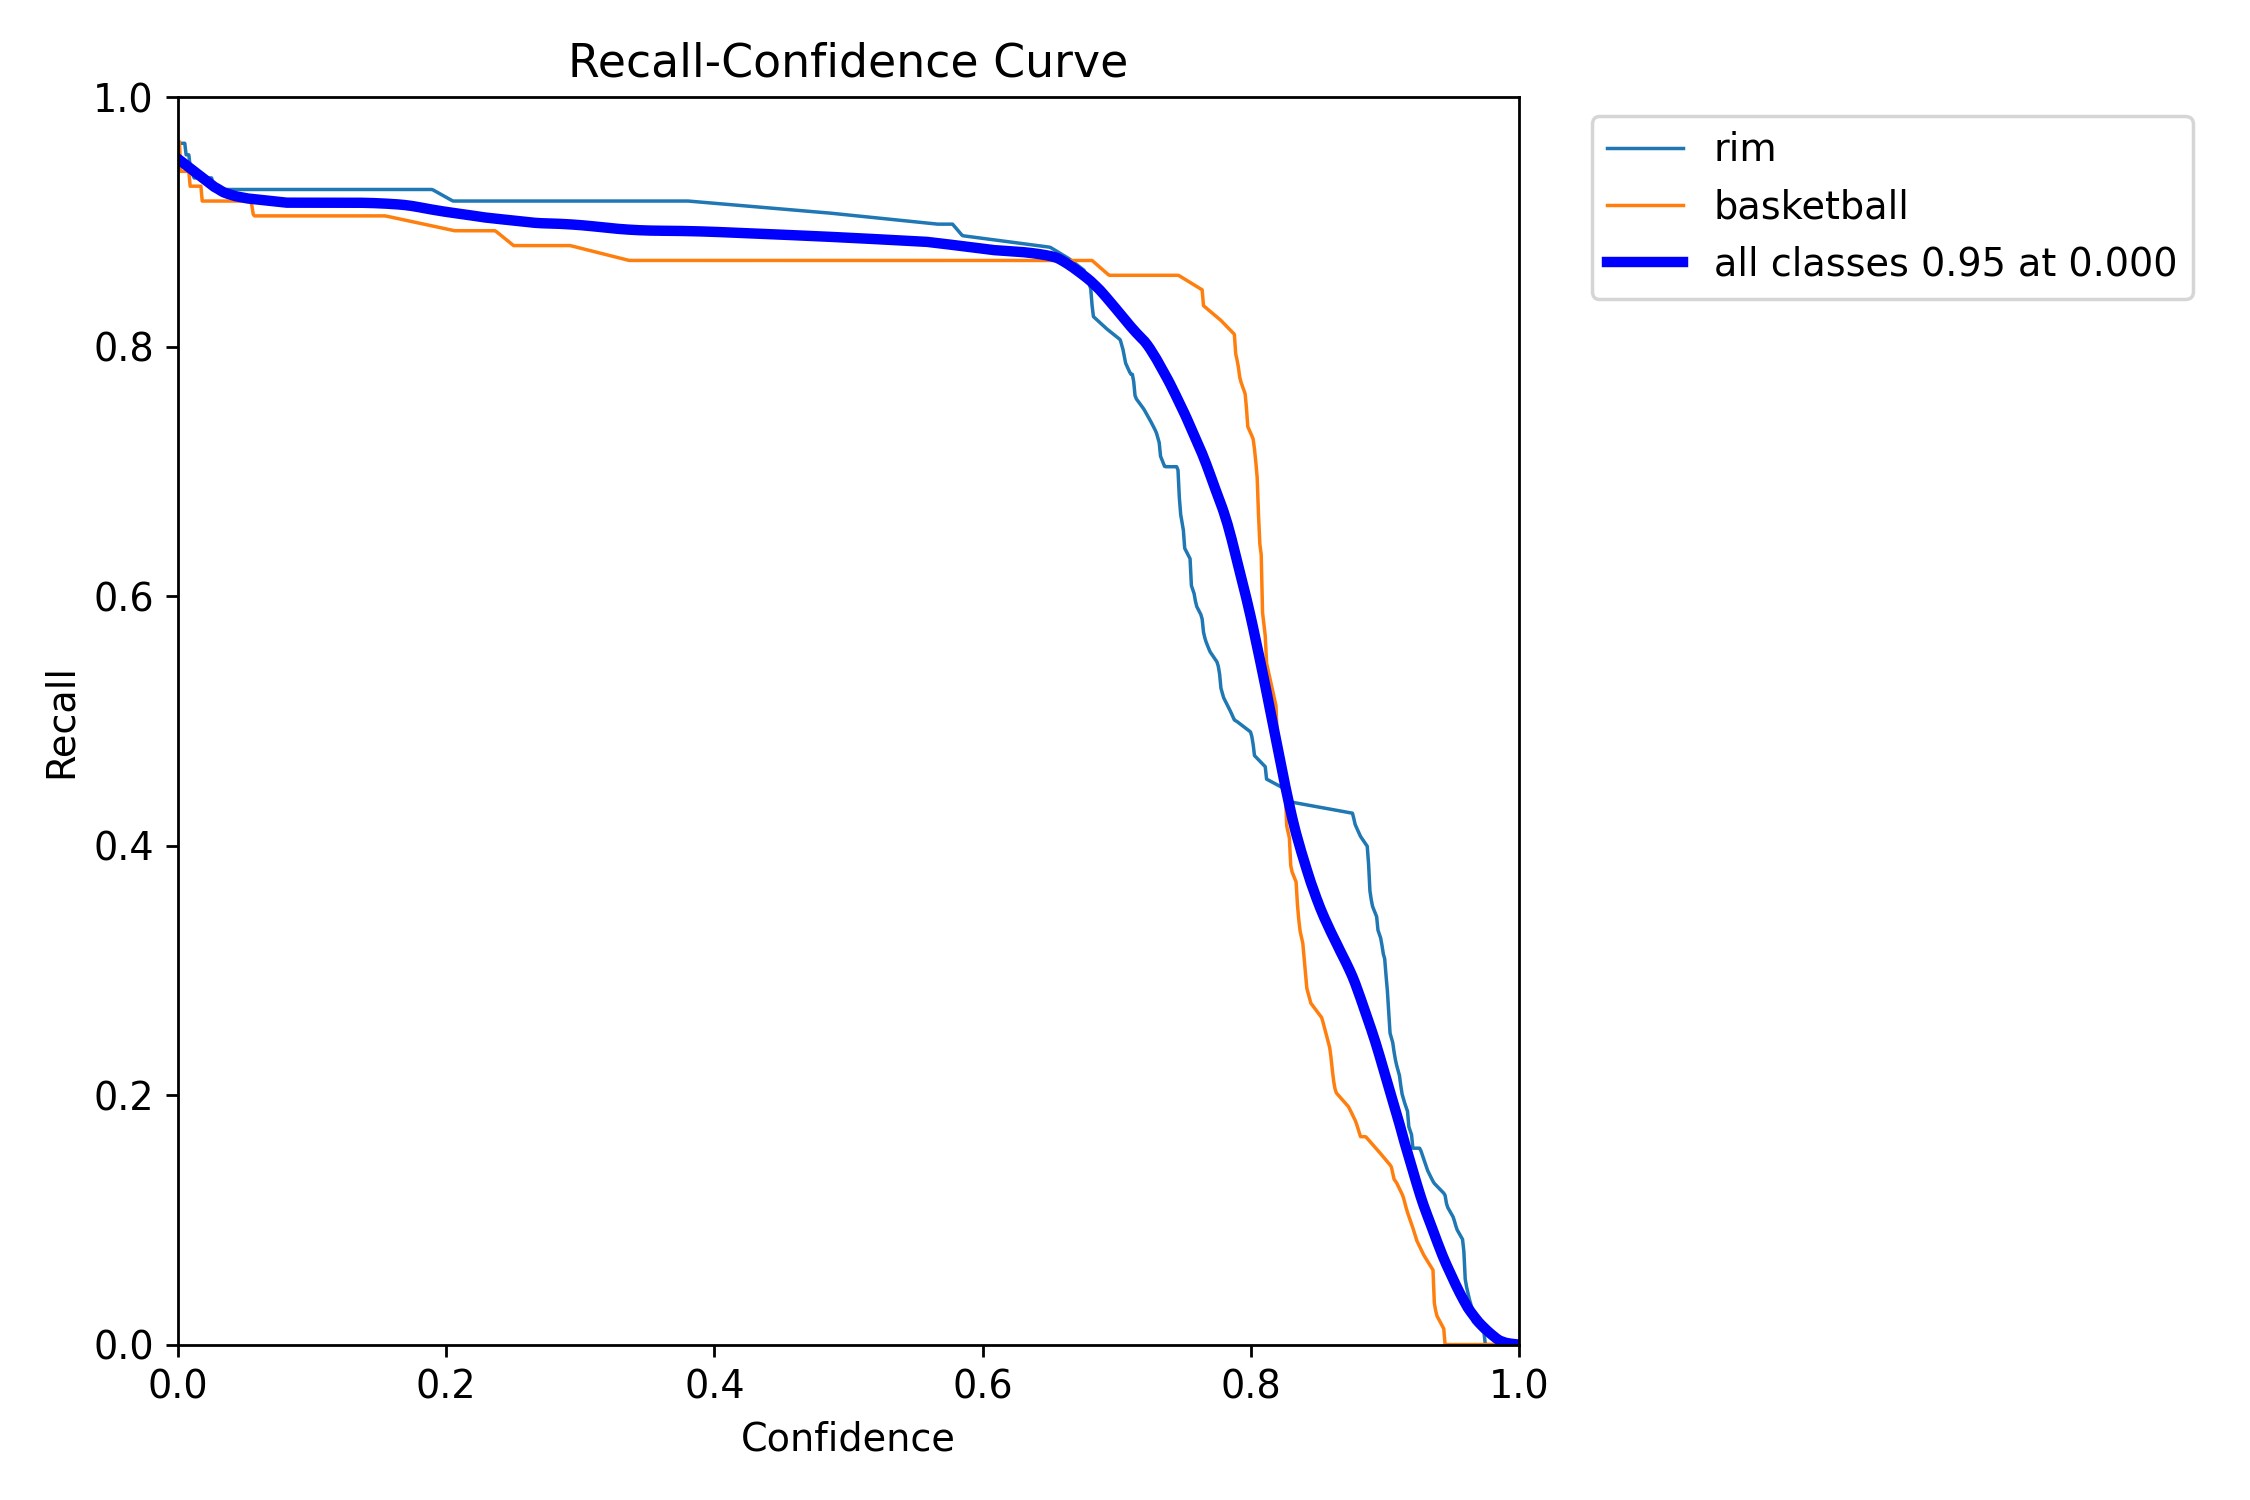 Recall-Confidence Curve
1.0
0.8
0.6
0.4
0.2
0.0
Recall
0.0 0.2 0.4 0.6 0.8 1.0
Confidence
rim
basketball
all classes 0.95 at 0.000